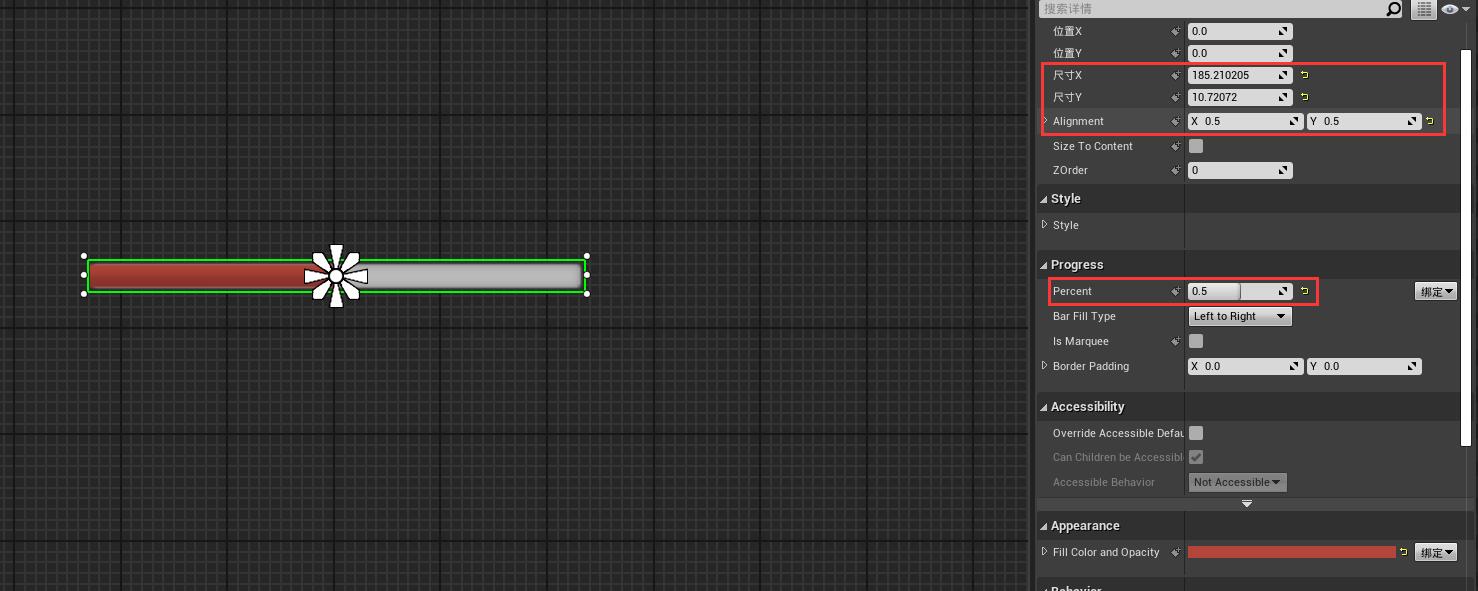 搜索详情
位置X 0.0
位置Y 0.0
尺寸X 185.210205
尺寸Y 10.72072
Alignment X 0.5 Y 0.5
Size To Content
ZOrder 0
Style
Style
Progress
Percent 0.5 绑定
Bar Fill Type Left to Right
Is Marquee
Border Padding X 0.0 Y 0.0
Accessibility
Override Accessible Defau
Can Children be Accessibl
Accessible Behavior Not Accessible
Appearance
Fill Color and Opacity 绑定
Behavior